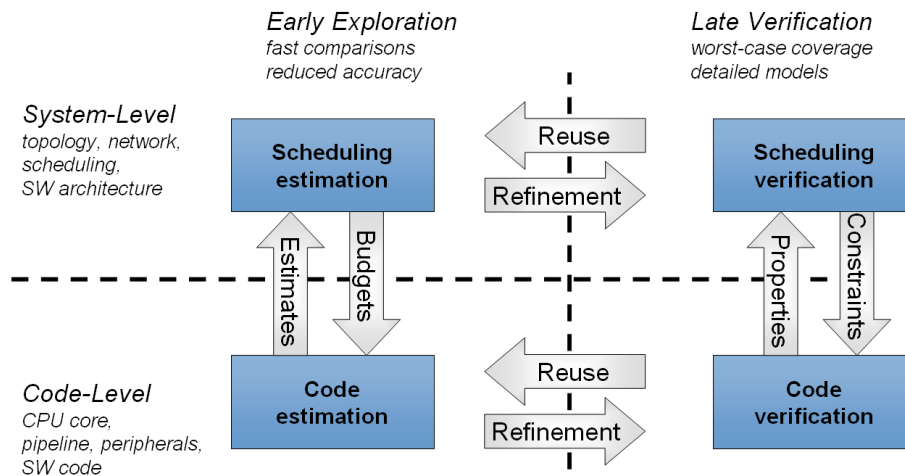 Early Exploration
fast comparisons
reduced accuracy
Late Verification
worst-case coverage
detailed models
System-Level
topology, network,
scheduling,
SW architecture
Scheduling
estimation
Reuse
Refinement
Scheduling
verification
Estimates
Budgets
Properties
Constraints
Code-Level
CPU core,
pipeline, peripherals,
SW code
Code
estimation
Reuse
Refinement
Code
verification